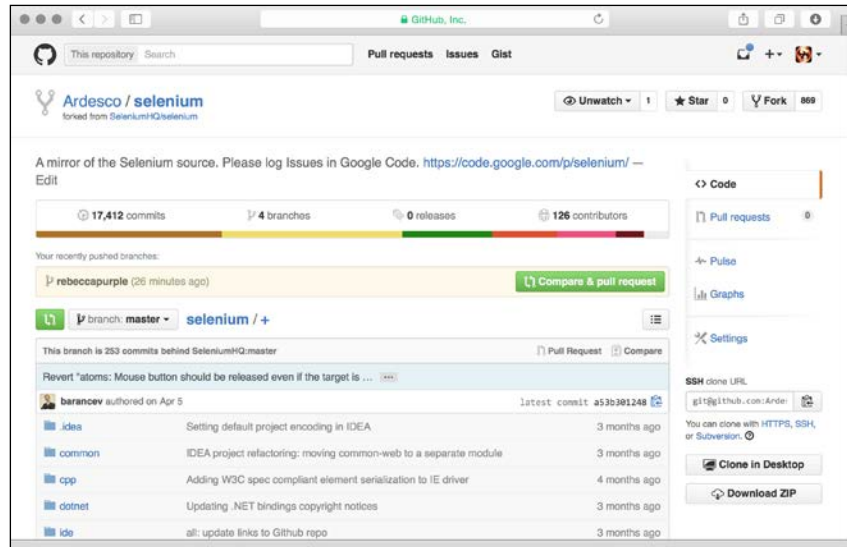 GitHub, Inc.
This repository Search Pull requests Issues Gist
Ardesco / selenium
forked from SeleniumHQ/selenium
Unwatch 1 Star 0 Fork 869
A mirror of the Selenium source. Please log Issues in Google Code. https://code.google.com/p/selenium/ —
Edit
17,412 commits 4 branches 0 releases 126 contributors
Your recently pushed branches:
rebeccapurple (26 minutes ago) Compare & pull request
branch: master selenium / +
This branch is 253 commits behind SeleniumHQ:master Pull Request Compare
Revert "atoms: Mouse button should be released even if the target is ...
barancev authored on Apr 5 latest commit a53b301248
.idea Setting default project encoding in IDEA 3 months ago
common IDEA project refactoring: moving common-web to a separate module 3 months ago
cpp Adding W3C spec compliant element serialization to IE driver 4 months ago
dotnet Updating .NET bindings copyright notices 3 months ago
ide all: update links to Github repo 3 months ago
Code
Pull requests 0
Pulse
Graphs
Settings
SSH clone URL
git@github.com:Arde
You can clone with HTTPS, SSH,
or Subversion.
Clone in Desktop
Download ZIP